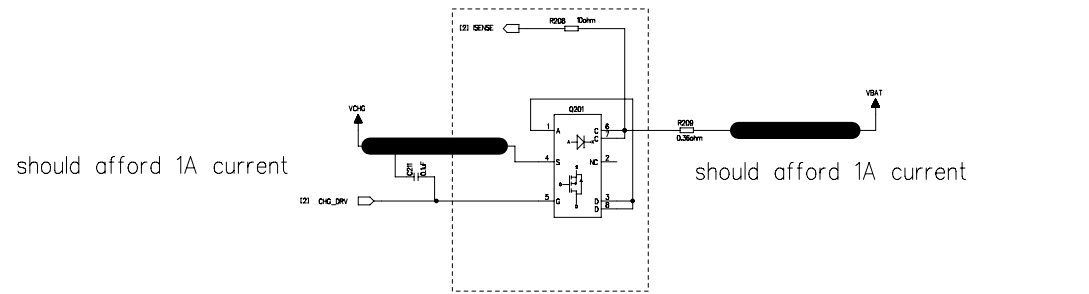 [2] ISENSE
R208 10ohm
VCHG
Q201
VBAT
1 A
C 6
C 7
R209
0.36ohm
should afford 1A current
4 S
NC 2
should afford 1A current
C211
0.1uF
[2] CHG_DRV
5 G
D 3
D 8